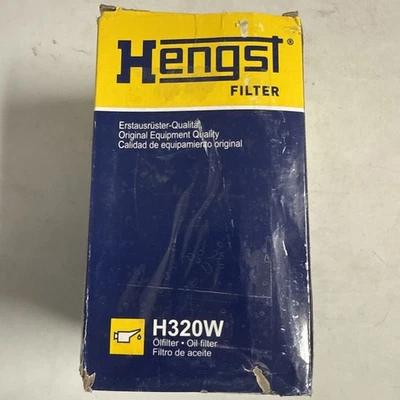 Hengst®
FILTER
Erstausrüster-Qualität
Original Equipment Quality
Calidad de equipamiento original
H320W
Ölfilter • Oil filter
Filtro de aceite